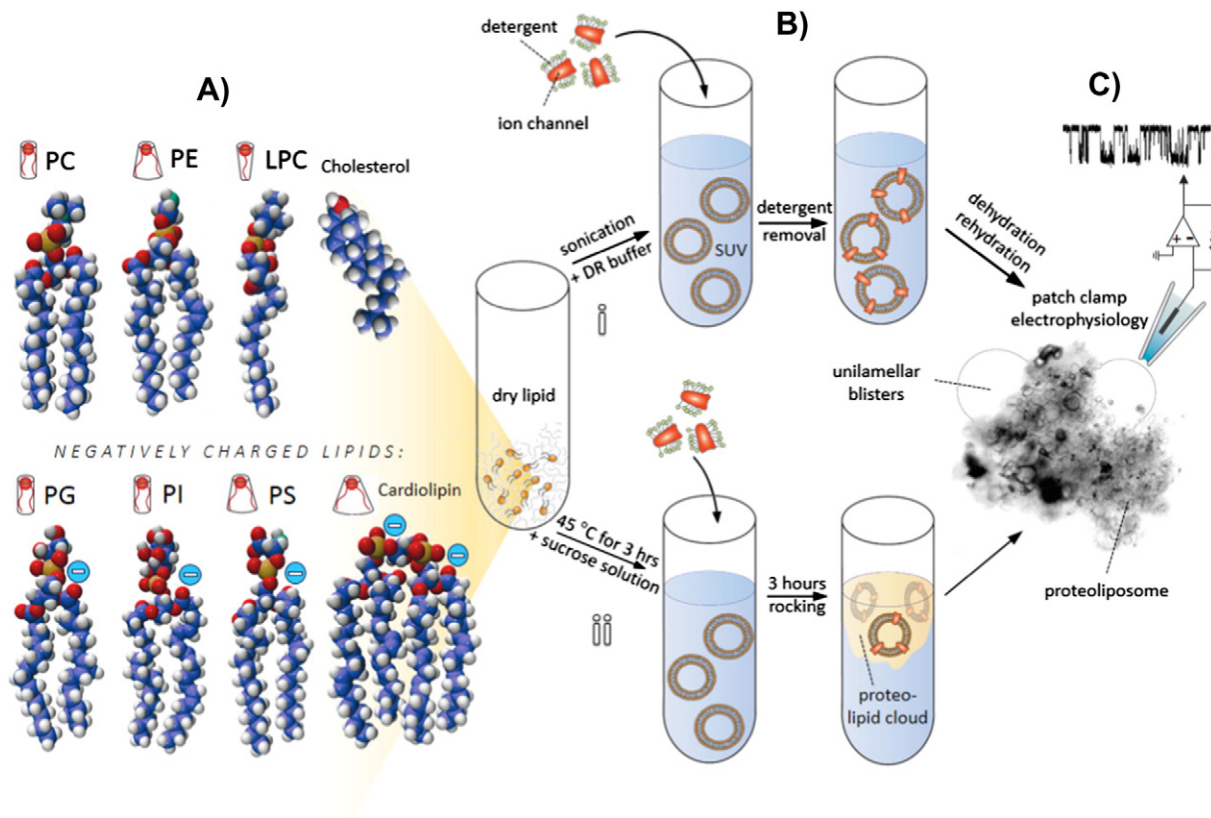 A)
PC
PE
LPC
Cholesterol
NEGATIVELY CHARGED LIPIDS:
PG
PI
PS
Cardiolipin
B)
detergent
ion channel
dry lipid
sonication
+ DR buffer
i
SUV
detergent
removal
dehydration
rehydration
45 °C for 3 hrs
+ sucrose solution
ii
3 hours
rocking
proteo-
lipid cloud
C)
+ -
patch clamp
electrophysiology
unilamellar
blisters
proteoliposome